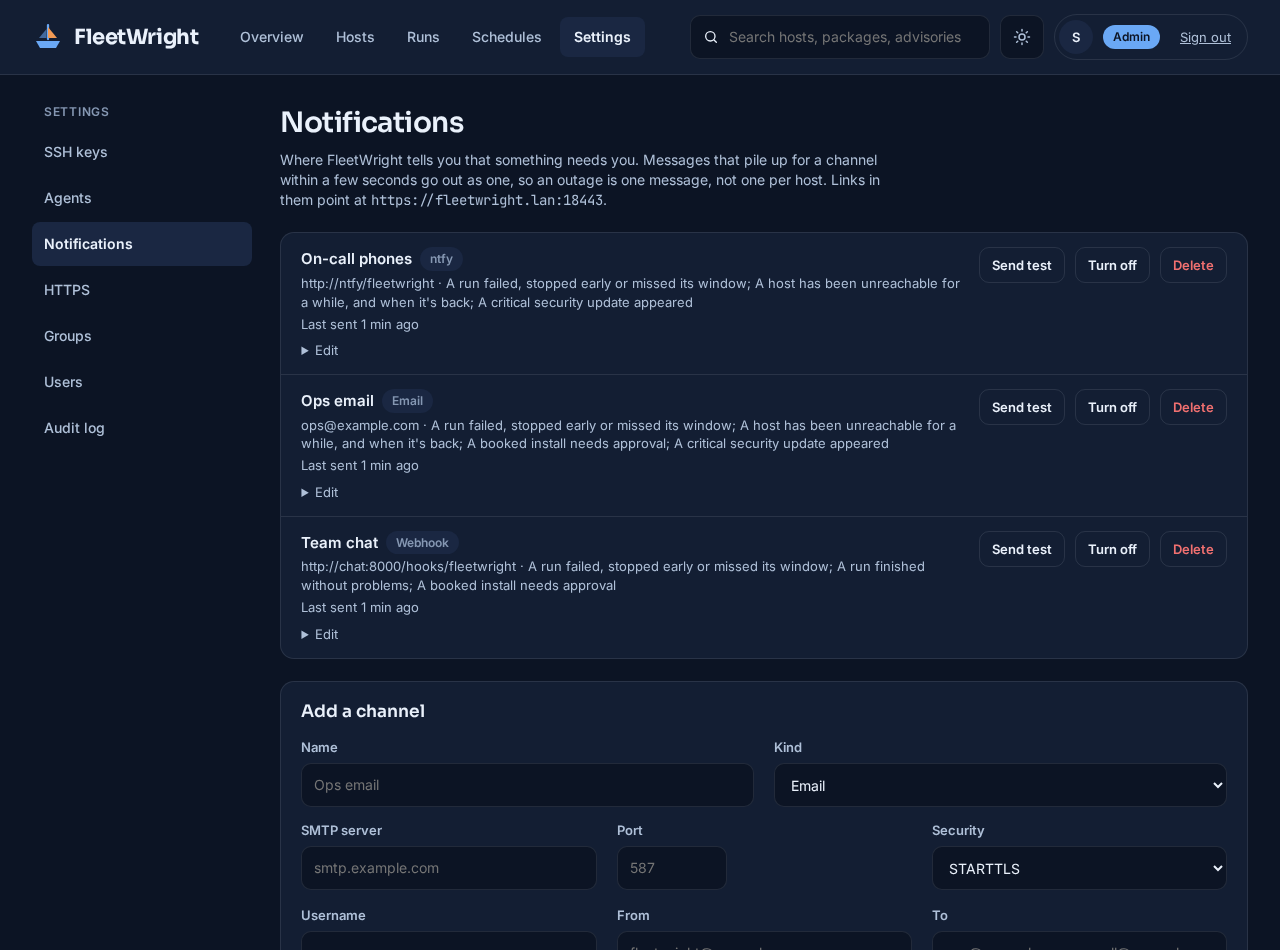 FleetWright
Overview
Hosts
Runs
Schedules
Settings
Search hosts, packages, advisories
S
Admin
Sign out
SETTINGS
SSH keys
Agents
Notifications
HTTPS
Groups
Users
Audit log
Notifications
Where FleetWright tells you that something needs you. Messages that pile up for a channel
within a few seconds go out as one, so an outage is one message, not one per host. Links in
them point at https://fleetwright.lan:18443.
On-call phones ntfy
http://ntfy/fleetwright · A run failed, stopped early or missed its window; A host has been unreachable for
a while, and when it's back; A critical security update appeared
Last sent 1 min ago
Edit
Send test
Turn off
Delete
Ops email Email
ops@example.com · A run failed, stopped early or missed its window; A host has been unreachable for a
while, and when it's back; A booked install needs approval; A critical security update appeared
Last sent 1 min ago
Edit
Send test
Turn off
Delete
Team chat Webhook
http://chat:8000/hooks/fleetwright · A run failed, stopped early or missed its window; A run finished
without problems; A booked install needs approval
Last sent 1 min ago
Edit
Send test
Turn off
Delete
Add a channel
Name
Ops email
Kind
Email
SMTP server
smtp.example.com
Port
587
Security
STARTTLS
Username
From
To